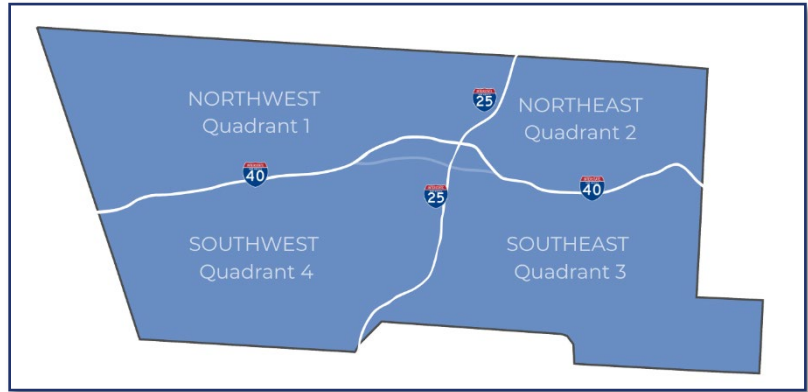 NORTHWEST
Quadrant 1
25
NORTHEAST
Quadrant 2
40
25
40
SOUTHWEST
Quadrant 4
SOUTHEAST
Quadrant 3